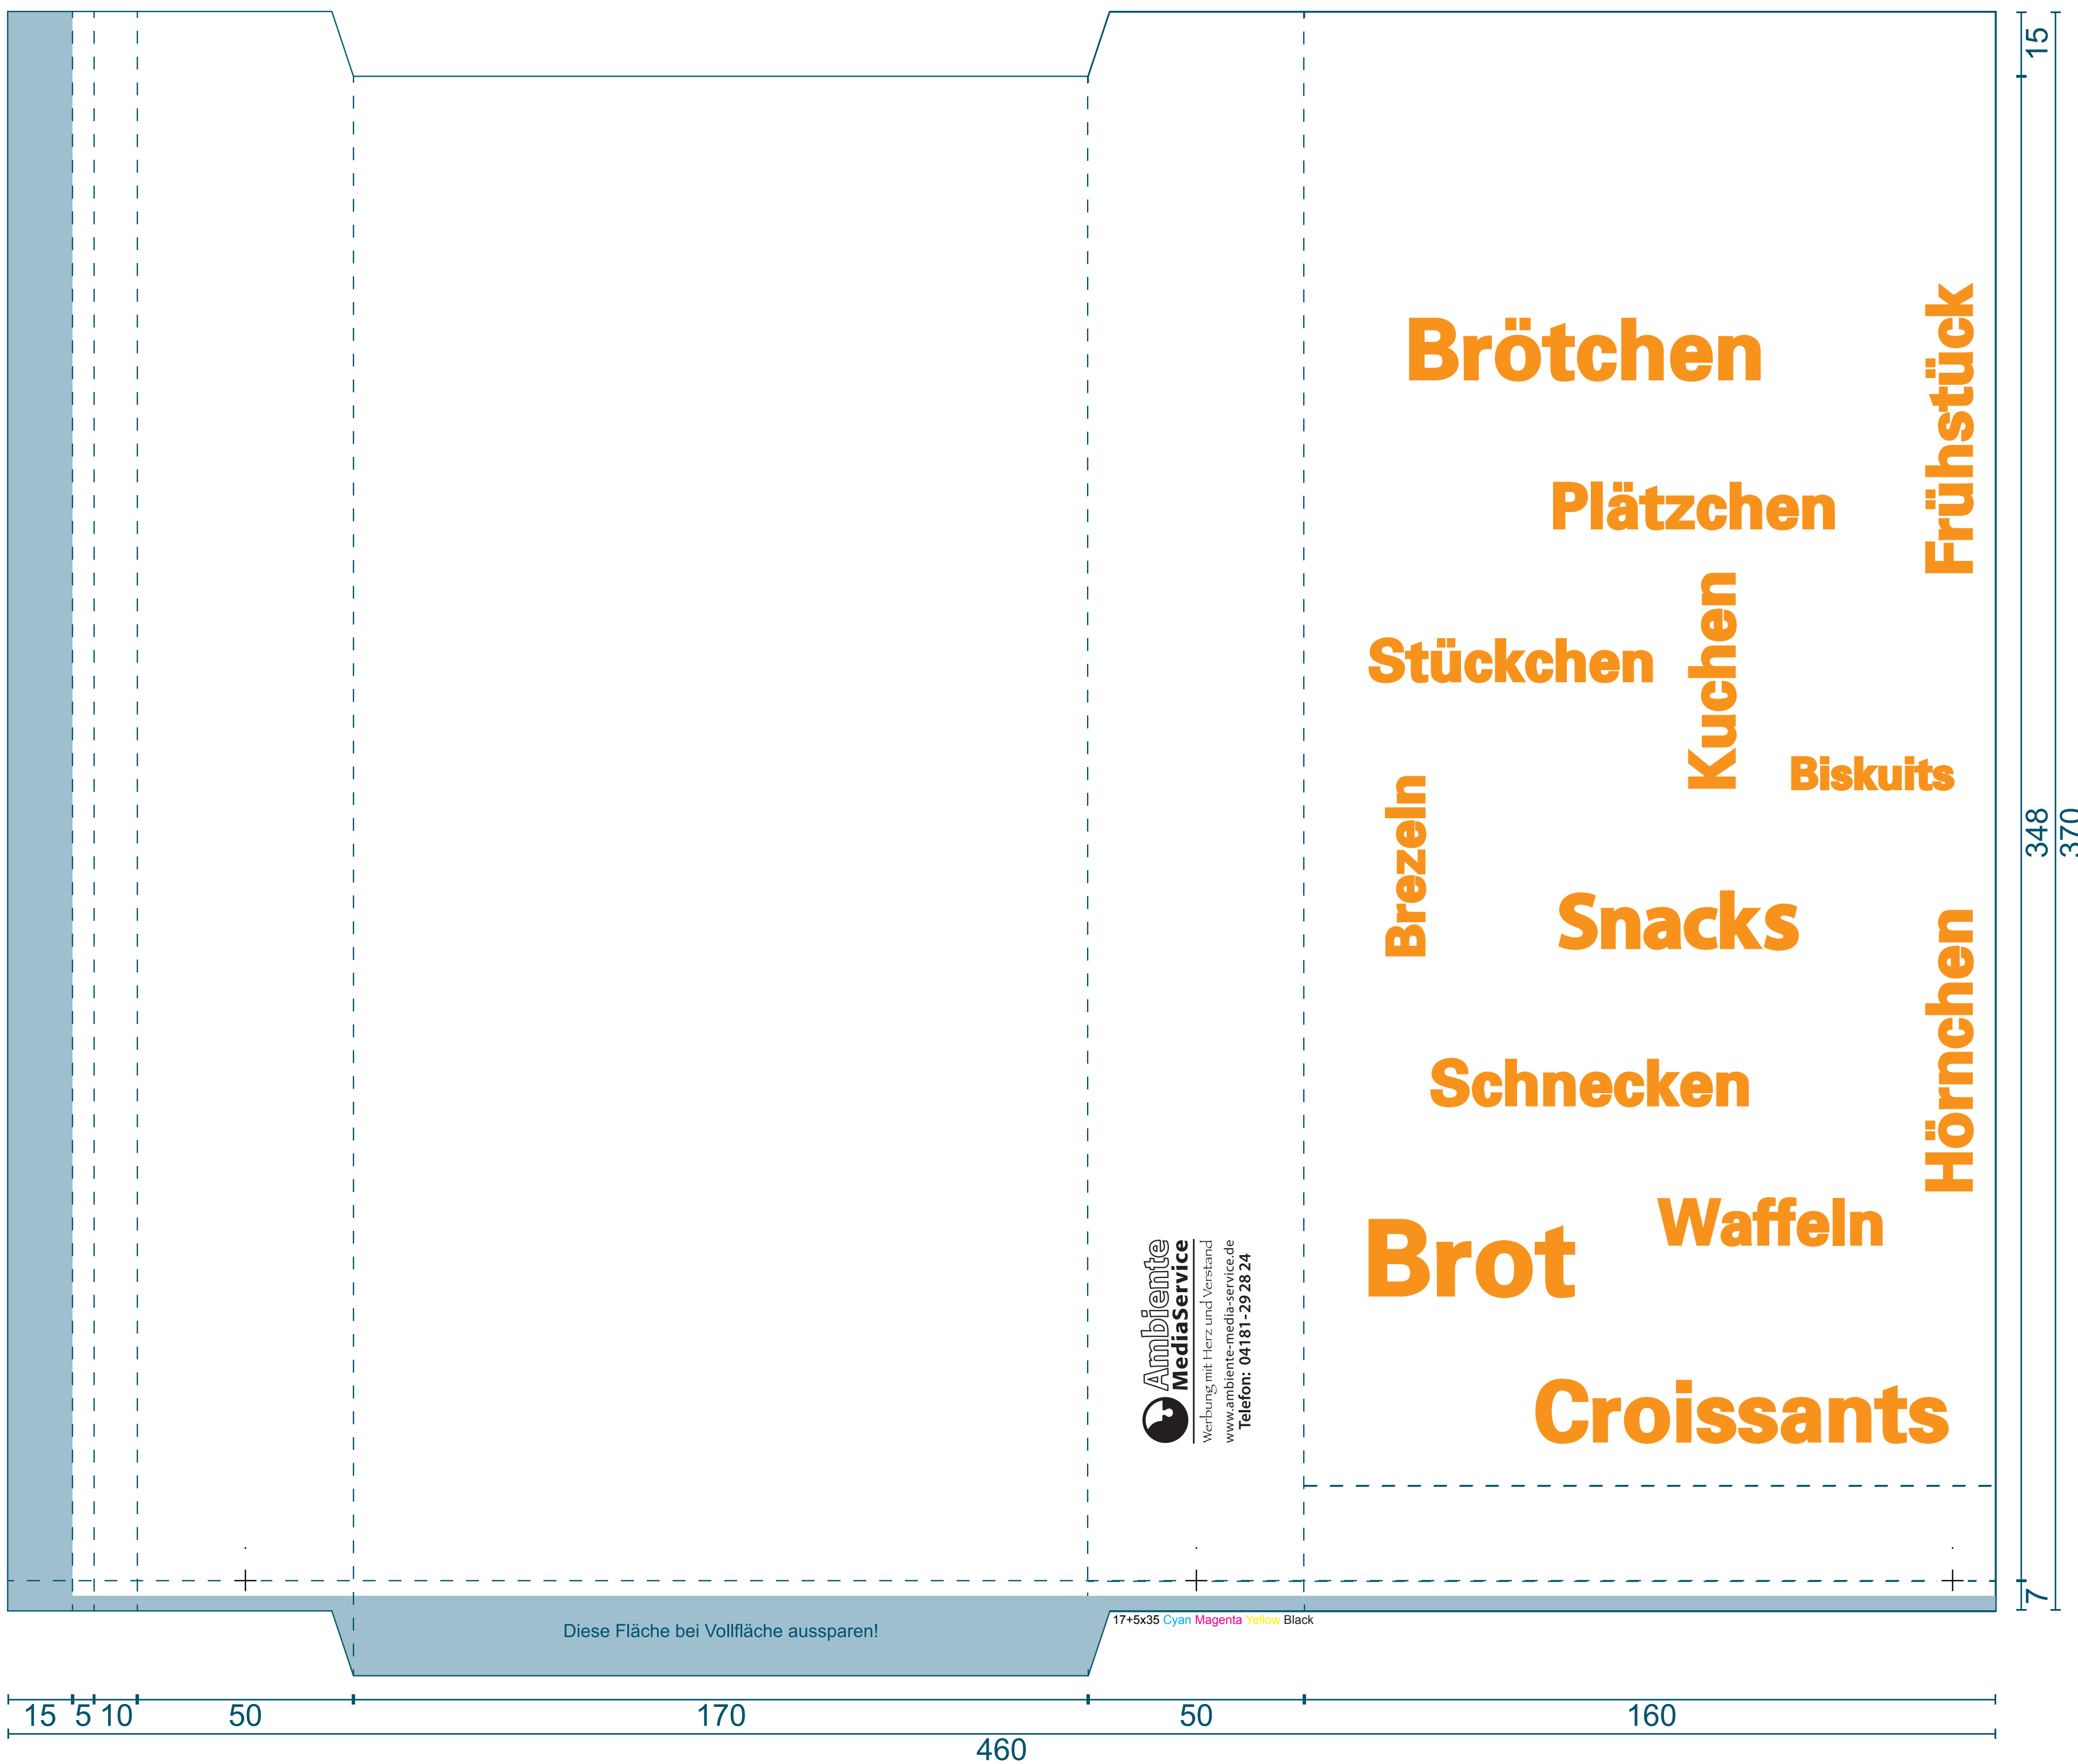 15
Brötchen
Frühstück
Plätzchen
Kuchen
Stückchen
Biskuits
Brezeln
348
370
Snacks
Hörnchen
Schnecken
Waffeln
Brot
Ambiente
MediaService
Werbung mit Herz und Verstand
www.ambiente-media-service.de
Telefon: 04181-29 28 24
Croissants
7
17+5x35 Cyan Magenta Yellow Black
Diese Fläche bei Vollfläche aussparen!
15 5 10 50 170 50 160
460